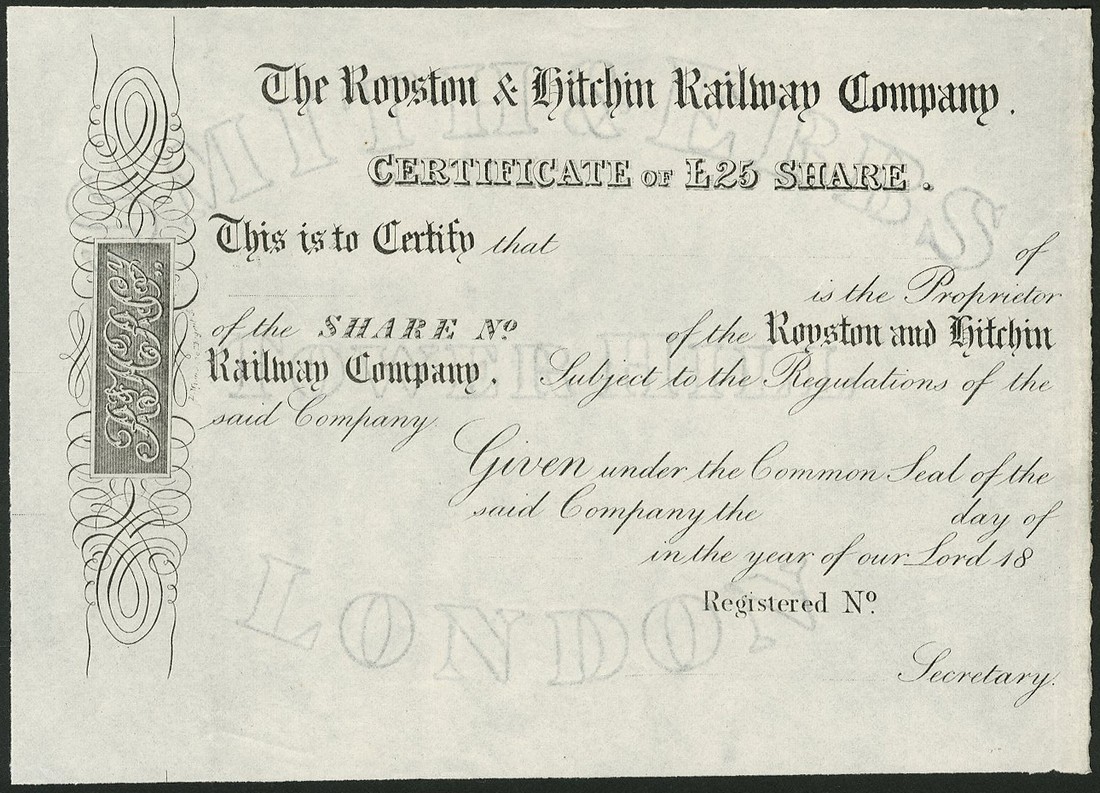 The Royston & Hitchin Railway Company.
CERTIFICATE OF £25 SHARE.
This is to Certify that of
is the Proprietor
of the SHARE No. of the Royston and Hitchin
Railway Company. Subject to the Regulations of the
said Company.
Given under the Common Seal of the
said Company the day of
in the year of our Lord 18
Registered No.
Secretary.
TOWER HILL
LONDON